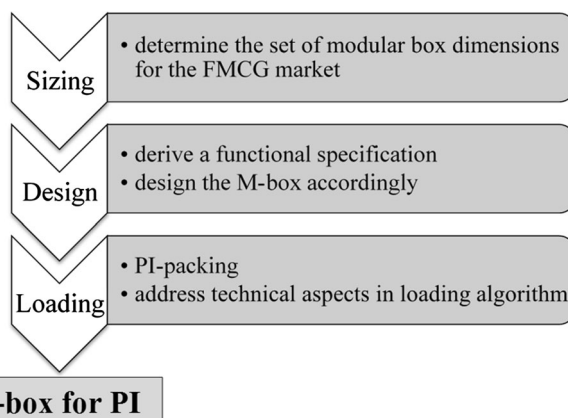 Sizing
• determine the set of modular box dimensions
for the FMCG market
Design
• derive a functional specification
• design the M-box accordingly
Loading
• PI-packing
• address technical aspects in loading algorithm
-box for PI